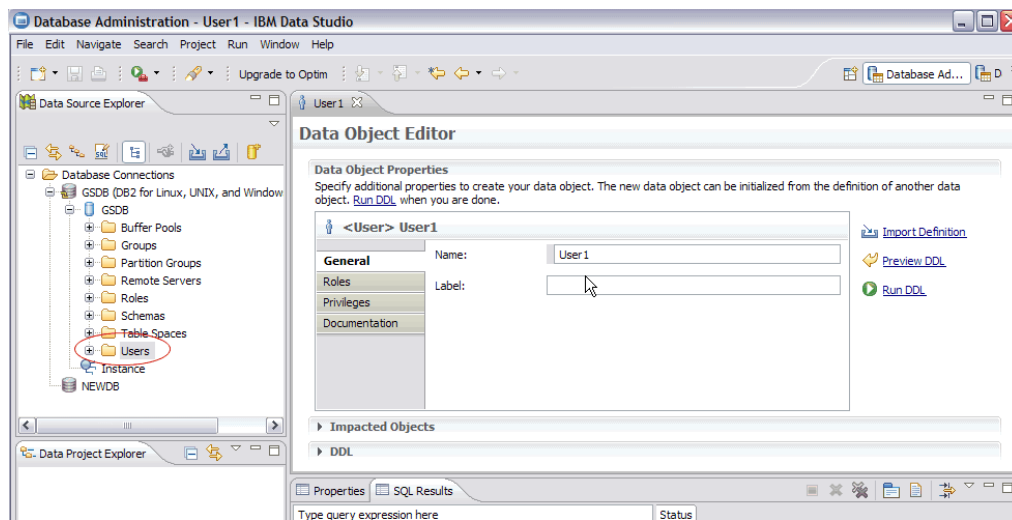 Database Administration - User1 - IBM Data Studio
File Edit Navigate Search Project Run Window Help
Upgrade to Optim
Database Ad...
D
Data Source Explorer
User1
SQL
Database Connections
GSDB (DB2 for Linux, UNIX, and Window
GSDB
Buffer Pools
Groups
Partition Groups
Remote Servers
Roles
Schemas
Table Spaces
Users
Instance
NEWDB
Data Project Explorer
Data Object Editor
Data Object Properties
Specify additional properties to create your data object. The new data object can be initialized from the definition of another data
object. Run DDL when you are done.
<User> User1
General
Roles
Privileges
Documentation
Name:
User1
Label:
Import Definition
Preview DDL
Run DDL
Impacted Objects
DDL
Properties
SQL Results
Type query expression here
Status